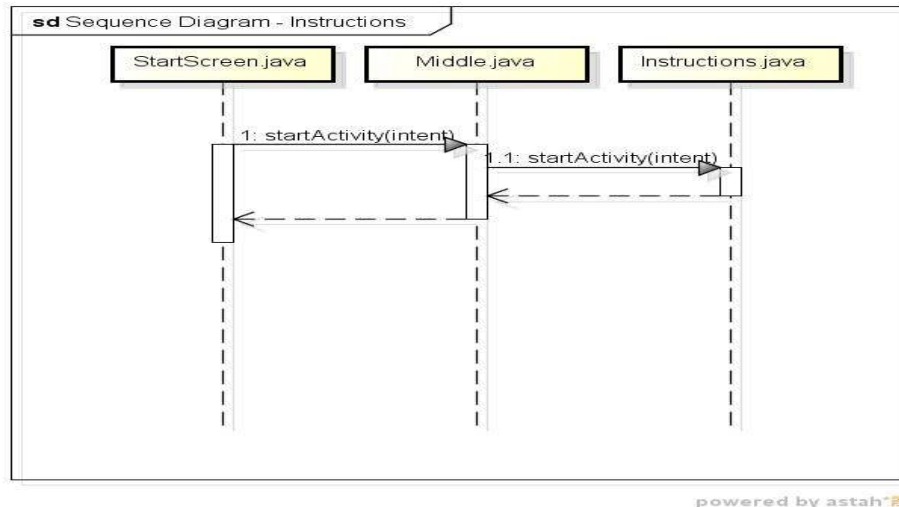 sd Sequence Diagram - Instructions
StartScreen.java Middle.java Instructions.java
1: startActivity(intent)
1.1: startActivity(intent)
powered by astah*